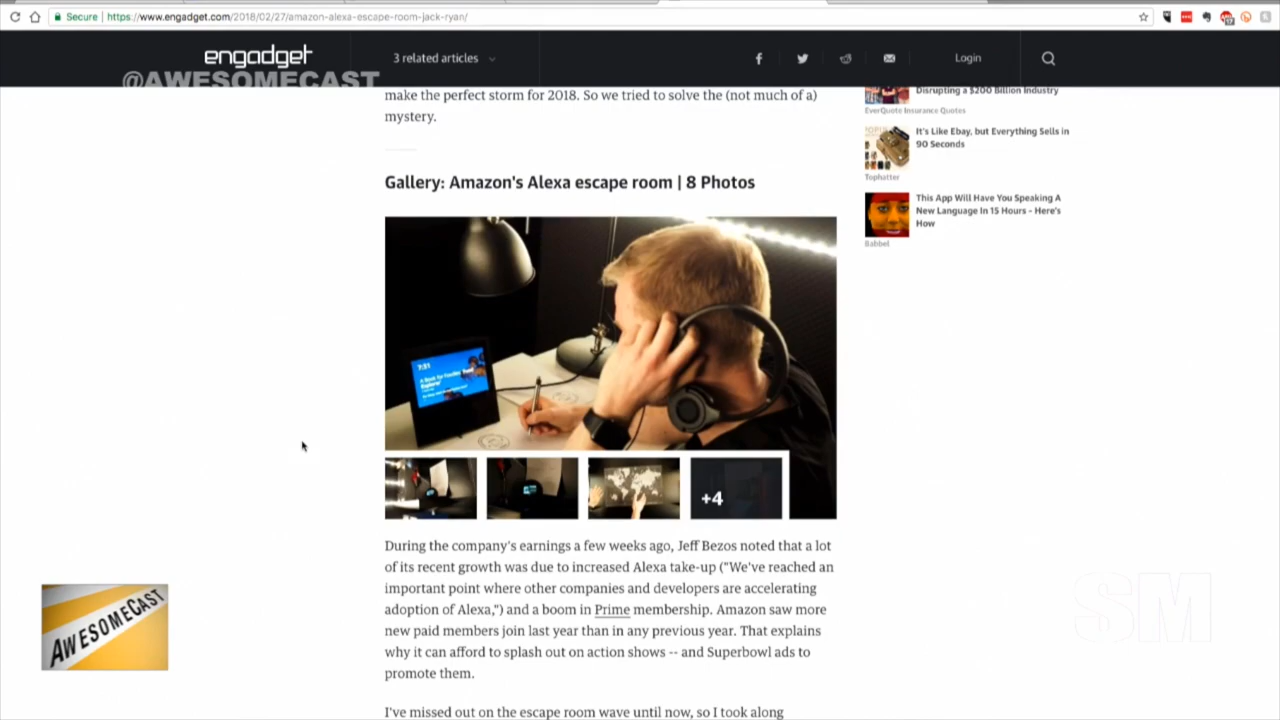 Secure | https://www.engadget.com/2018/02/27/amazon-alexa-escape-room-jack-ryan/
engadget
3 related articles
Login
@AWESOMECAST
make the perfect storm for 2018. So we tried to solve the (not much of a)
mystery.
Disrupting a $200 Billion Industry
EverQuote Insurance Quotes
It's Like Ebay, but Everything Sells in
90 Seconds
Tophatter
This App Will Have You Speaking A
New Language In 15 Hours - Here's
How
Babbel
Gallery: Amazon's Alexa escape room | 8 Photos
7:31
+4
During the company's earnings a few weeks ago, Jeff Bezos noted that a lot
of its recent growth was due to increased Alexa take-up ("We've reached an
important point where other companies and developers are accelerating
adoption of Alexa,") and a boom in Prime membership. Amazon saw more
new paid members join last year than in any previous year. That explains
why it can afford to splash out on action shows -- and Superbowl ads to
promote them.
I've missed out on the escape room wave until now, so I took along
AWESOMECAST
SM